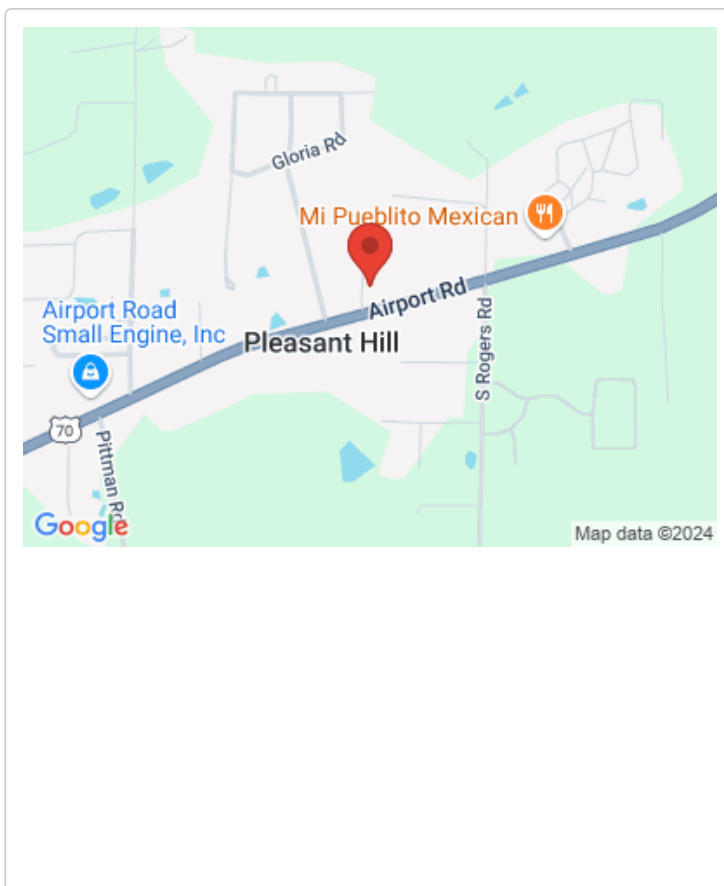 Gloria Rd
Mi Pueblito Mexican
Airport Rd
Airport Road
Small Engine, Inc
Pleasant Hill
S Rogers Rd
70
Pittman Rd
Google
Map data ©2024